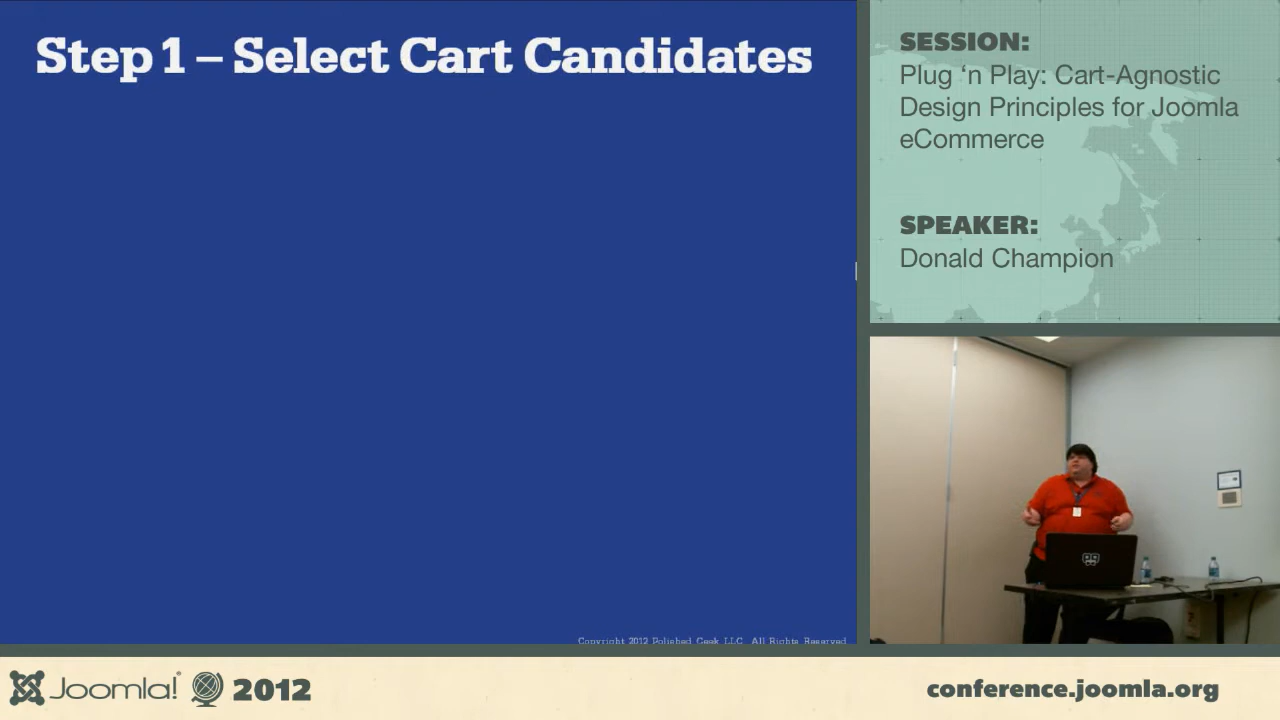 Step 1 – Select Cart Candidates
Copyright 2012 Polished Geek LLC. All Rights Reserved
SESSION:
Plug ‘n Play: Cart-Agnostic
Design Principles for Joomla
eCommerce
SPEAKER:
Donald Champion
Joomla! 2012
conference.joomla.org